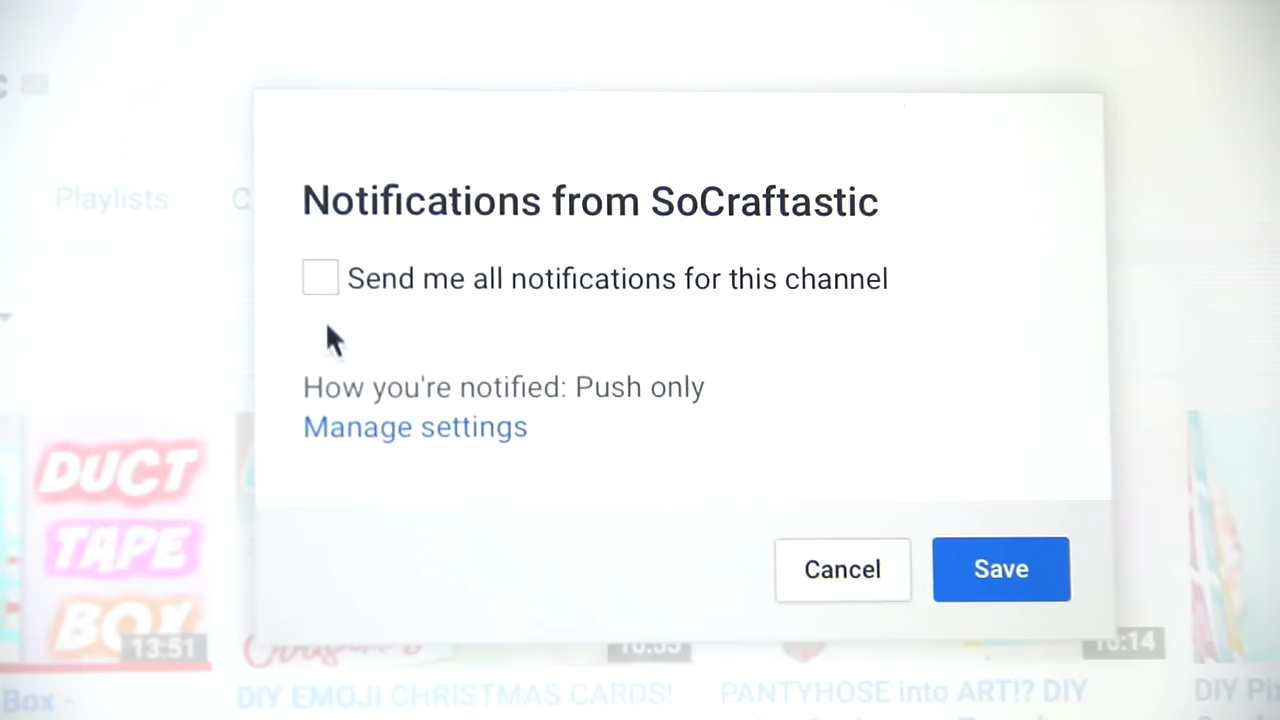 Playlists
Notifications from SoCraftastic
Send me all notifications for this channel
How you're notified: Push only
Manage settings
Cancel
Save
DUCT
TAPE
BOX
13:51
10:14
Box -
DIY EMOJI CHRISTMAS CARDS!
PANTYHOSE into ART!? DIY